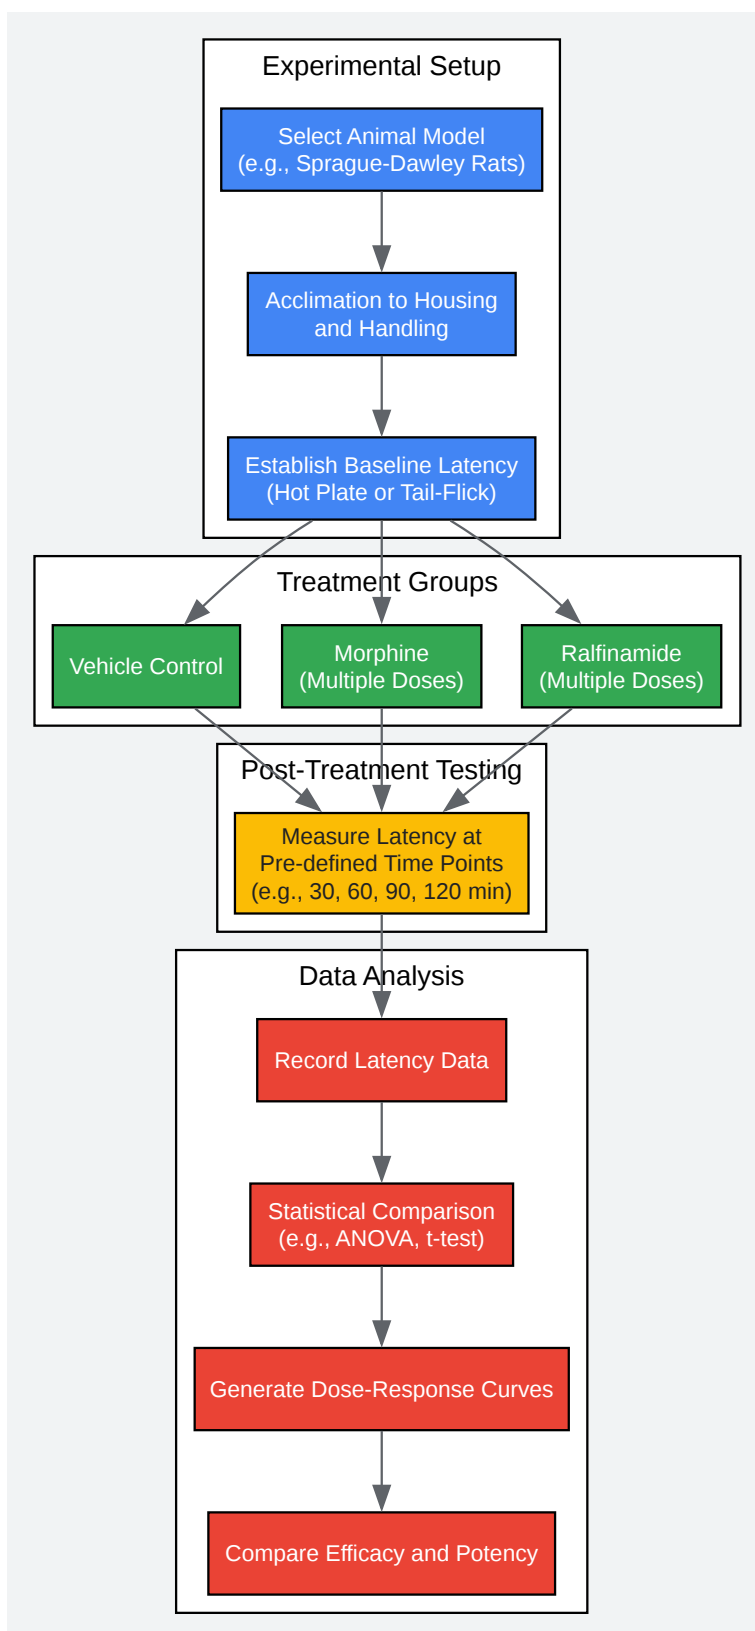 Experimental Setup
Select Animal Model
(e.g., Sprague-Dawley Rats)
Acclimation to Housing
and Handling
Establish Baseline Latency
(Hot Plate or Tail-Flick)
Treatment Groups
Vehicle Control
Morphine
(Multiple Doses)
Ralfinamide
(Multiple Doses)
Post-Treatment Testing
Measure Latency at
Pre-defined Time Points
(e.g., 30, 60, 90, 120 min)
Data Analysis
Record Latency Data
Statistical Comparison
(e.g., ANOVA, t-test)
Generate Dose-Response Curves
Compare Efficacy and Potency